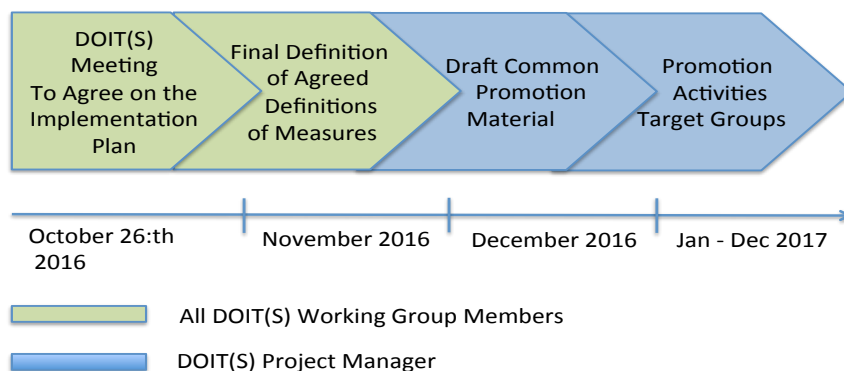 DOIT(S)
Meeting
To Agree on the
Implementation
Plan
Final Definition
of Agreed
Definitions
of Measures
Draft Common
Promotion
Material
Promotion
Activities
Target Groups
October 26:th
2016
November 2016
December 2016
Jan - Dec 2017
All DOIT(S) Working Group Members
DOIT(S) Project Manager